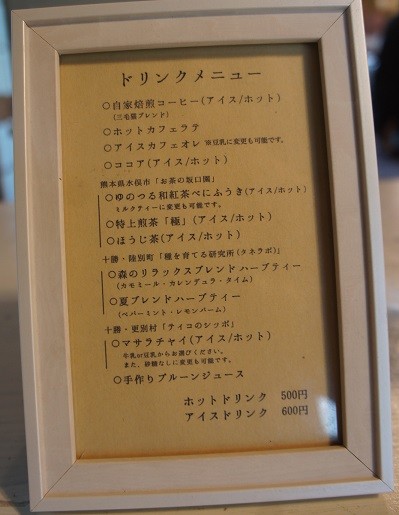 ドリンクメニュー
○自家焙煎コーヒー(アイス/ホット)
(三毛猫ブレンド)
○ホットカフェラテ
○アイスカフェオレ ※豆乳に変更も可能です。
○ココア(アイス/ホット)
熊本県水俣市「お茶の坂口園」
○ゆのつる和紅茶べにふうき(アイス/ホット)
ミルクティーに変更も可能です。
○特上煎茶「極」(アイス/ホット)
○ほうじ茶(アイス/ホット)
十勝・陸別町「種を育てる研究所(タネラボ)」
○森のリラックスブレンドハーブティー
(カモミール・カレンデュラ・タイム)
○夏ブレンドハーブティー
(ペパーミント・レモンバーム)
十勝・更別村「テイコのシッポ」
○マサラチャイ(アイス/ホット)
牛乳or豆乳からお選びください。
また、砂糖なしに変更も可能です。
○手作りプルーンジュース
ホットドリンク 500円
アイスドリンク 600円